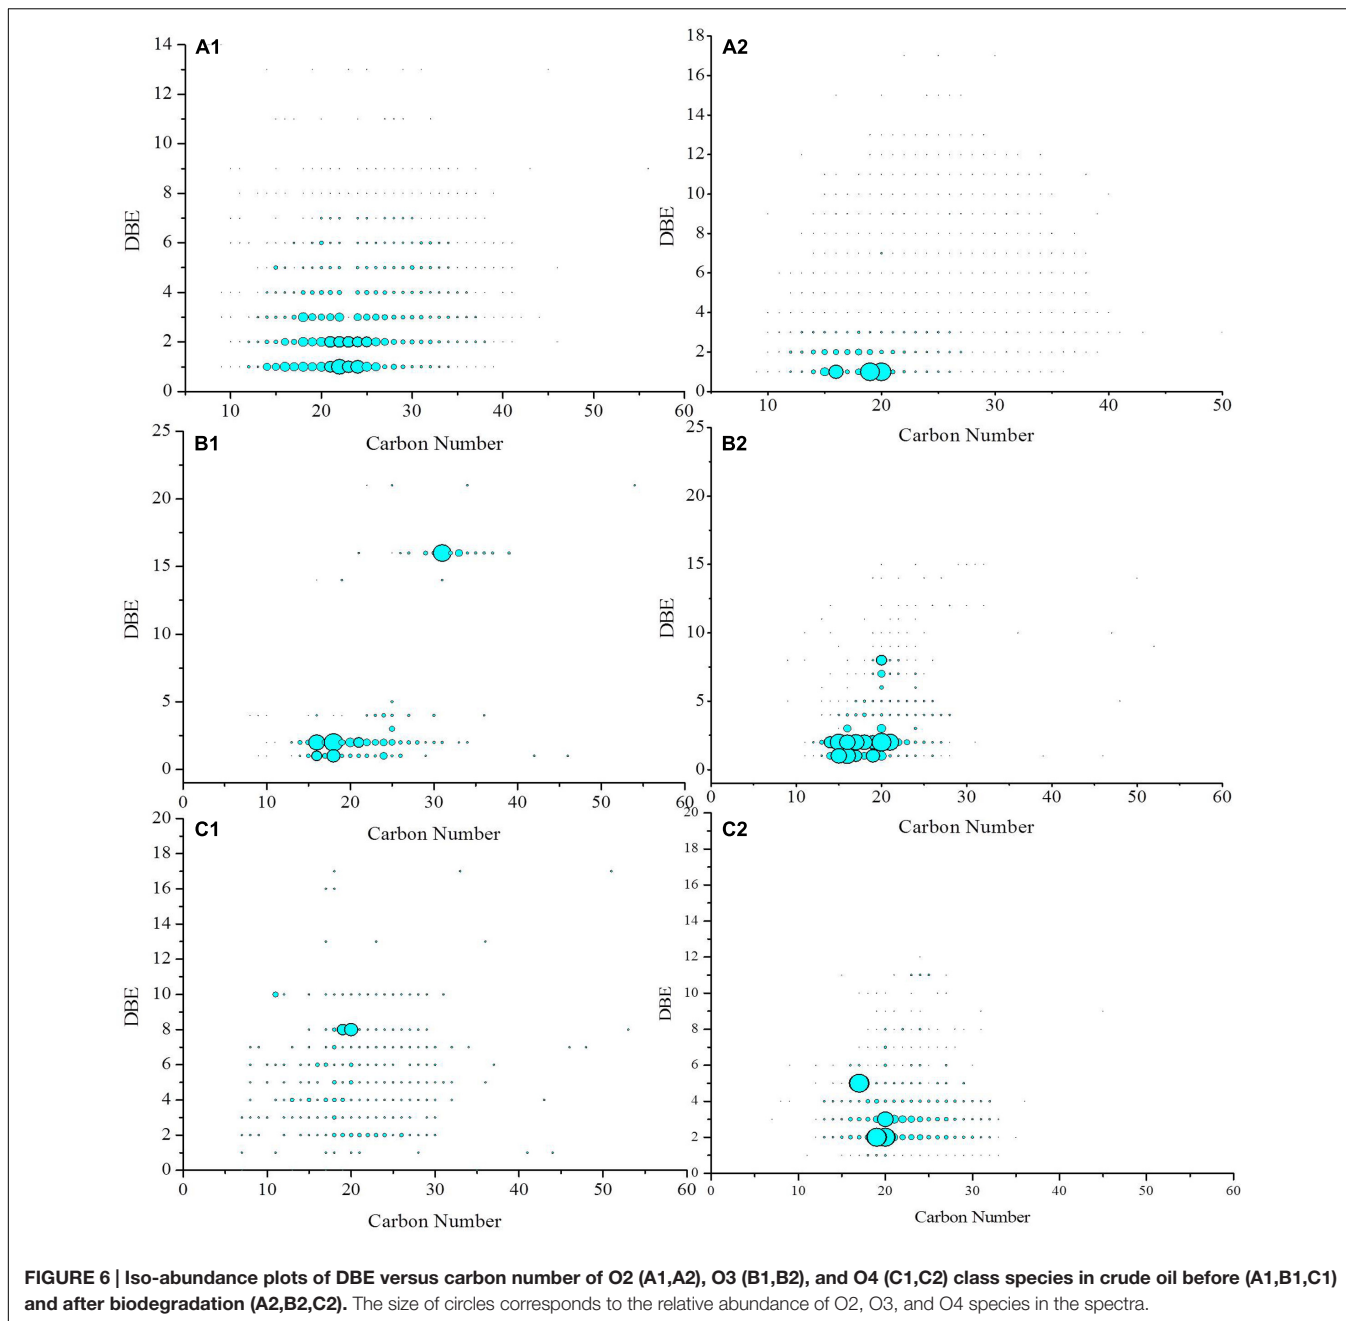 A1
14
12
10
8
6
4
2
0
DBE
10 20 30 40 50 60
Carbon Number
A2
18
16
14
12
10
8
6
4
2
0
DBE
10 20 30 40 50
Carbon Number
B1
25
20
15
10
5
0
DBE
0 10 20 30 40 50 60
Carbon Number
B2
25
20
15
10
5
0
DBE
0 10 20 30 40 50 60
Carbon Number
C1
20
18
16
14
12
10
8
6
4
2
0
DBE
0 10 20 30 40 50 60
Carbon Number
C2
20
18
16
14
12
10
8
6
4
2
0
DBE
0 10 20 30 40 50 60
Carbon Number
FIGURE 6 | Iso-abundance plots of DBE versus carbon number of O2 (A1,A2), O3 (B1,B2), and O4 (C1,C2) class species in crude oil before (A1,B1,C1)
and after biodegradation (A2,B2,C2). The size of circles corresponds to the relative abundance of O2, O3, and O4 species in the spectra.